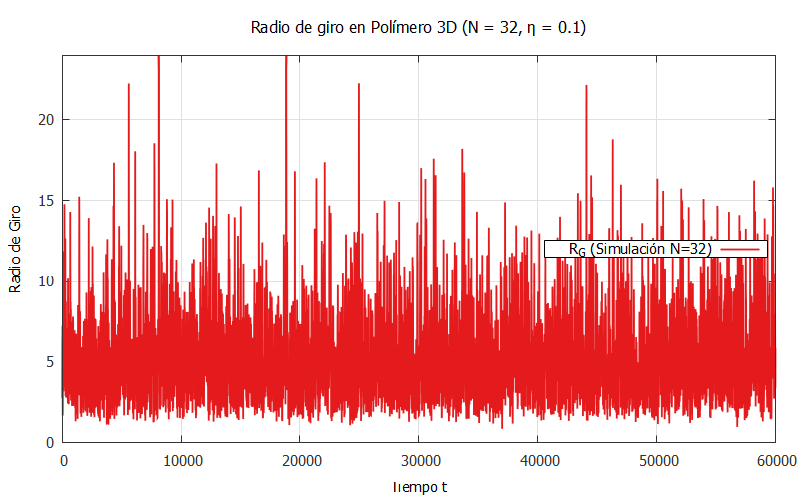 Radio de giro en Polímero 3D (N = 32, η = 0.1)
Radio de Giro
20
15
10
5
0
R_G (Simulación N=32)
0 10000 20000 30000 40000 50000 60000
Tiempo t